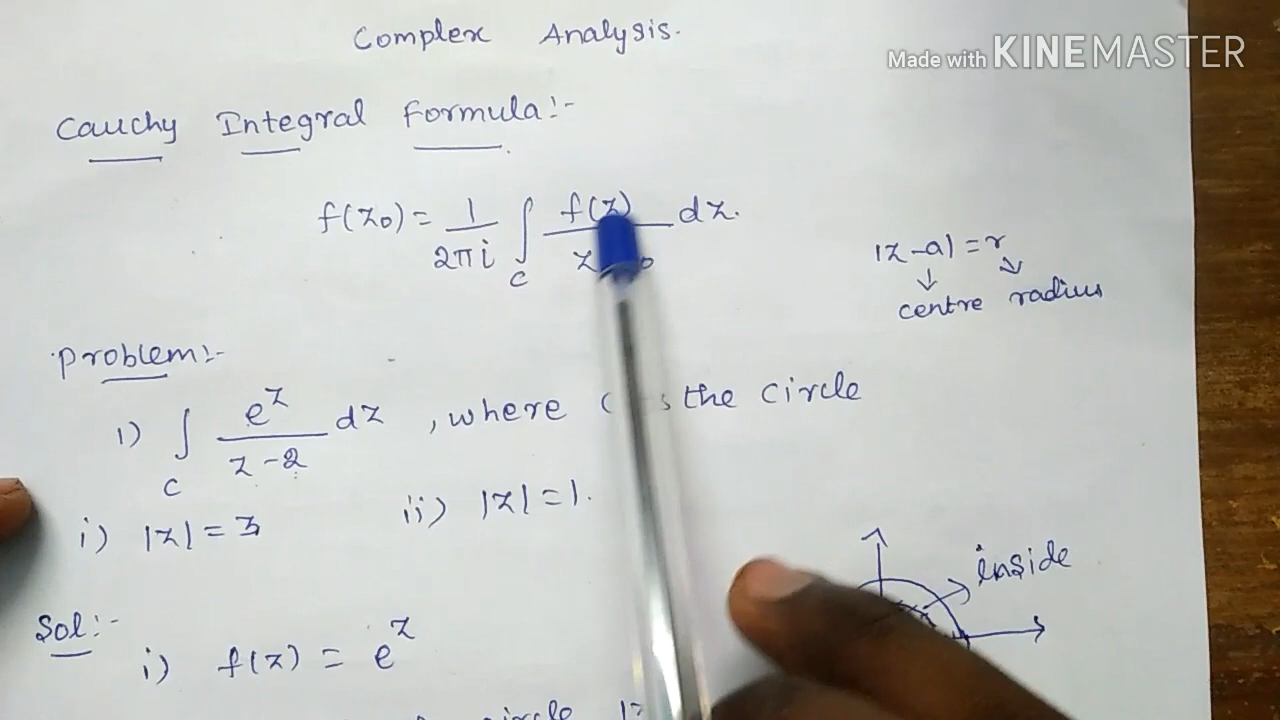 Complex Analysis.
Made with KINEMASTER
Cauchy Integral Formula:-
f(z₀) = 1/2πi ∫_C f(z)/z dz.
|z-a| = r
centre radius
Problem:-
1) ∫_C e^z/z-2 dz, where the circle
i) |z| = 3 ii) |z| = 1.
inside
Sol:-
i) f(z) = e^z
circle